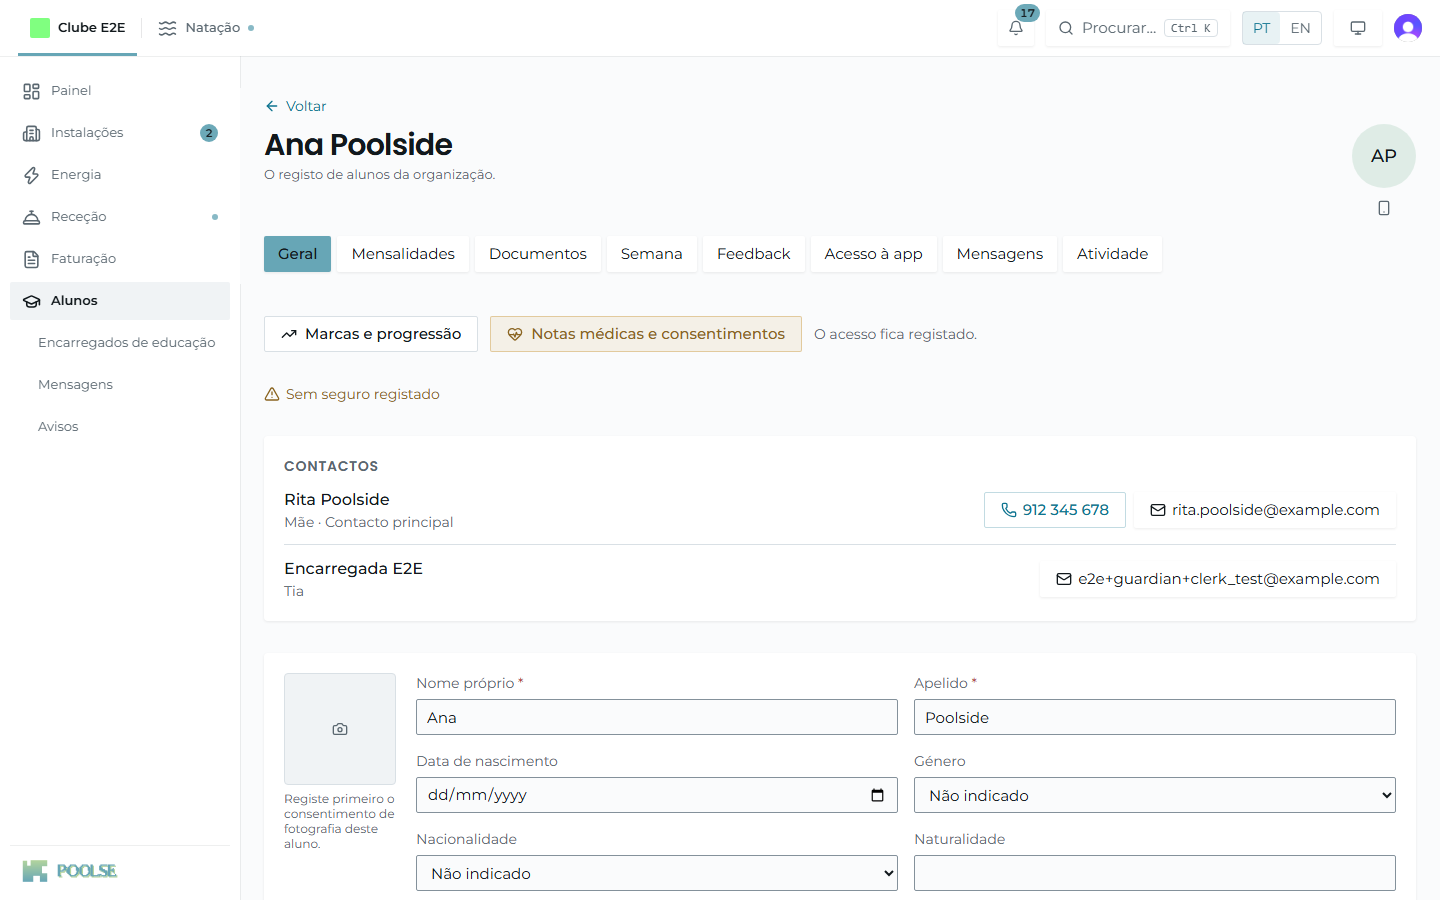 Clube E2E
Natação
17
Procurar...
Ctrl K
PT
EN
Painel
Instalações
2
Energia
Receção
Faturação
Alunos
Encarregados de educação
Mensagens
Avisos
POOLSE
Voltar
Ana Poolside
O registo de alunos da organização.
AP
Geral
Mensalidades
Documentos
Semana
Feedback
Acesso à app
Mensagens
Atividade
Marcas e progressão
Notas médicas e consentimentos
O acesso fica registado.
Sem seguro registado
CONTACTOS
Rita Poolside
Mãe · Contacto principal
912 345 678
rita.poolside@example.com
Encarregada E2E
Tia
e2e+guardian+clerk_test@example.com
Registe primeiro o
consentimento de
fotografia deste
aluno.
Nome próprio *
Ana
Apelido *
Poolside
Data de nascimento
dd/mm/yyyy
Género
Não indicado
Nacionalidade
Não indicado
Naturalidade